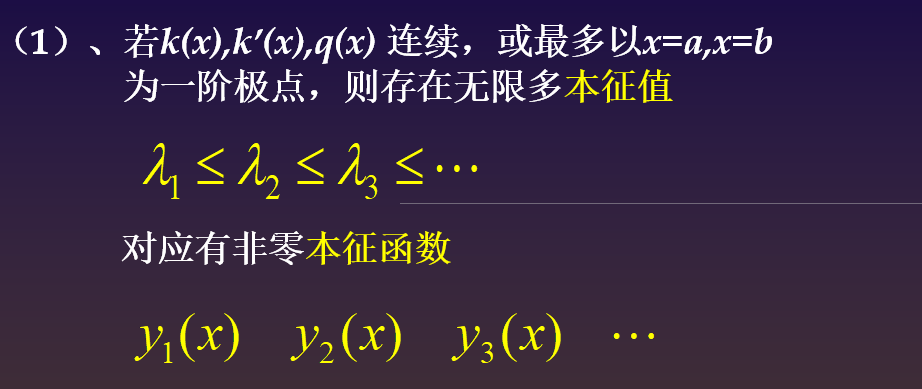 （1）、若k(x),k′(x),q(x) 连续，或最多以x=a,x=b
为一阶极点，则存在无限多本征值
λ₁ ≤ λ₂ ≤ λ₃ ≤ ⋯
对应有非零本征函数
y₁(x) y₂(x) y₃(x) ⋯